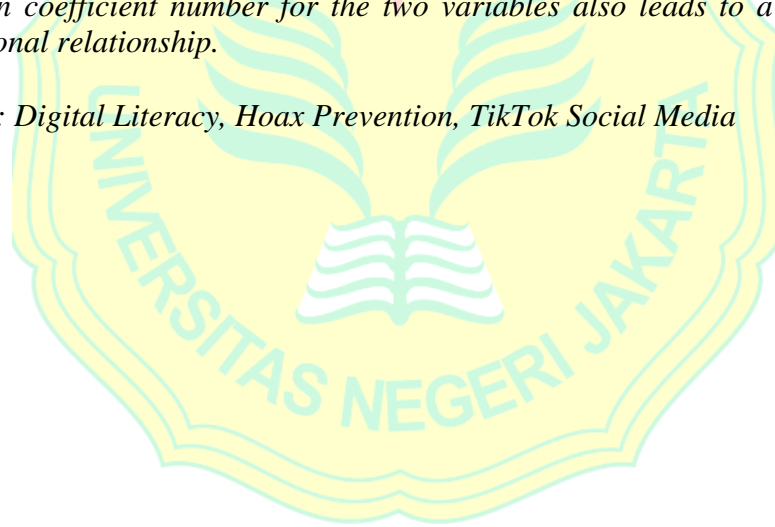 coefficient number for the two variables also leads to a
relationship.
: Digital Literacy, Hoax Prevention, TikTok Social Media
UNIVERSITAS NEGERI JAKARTA